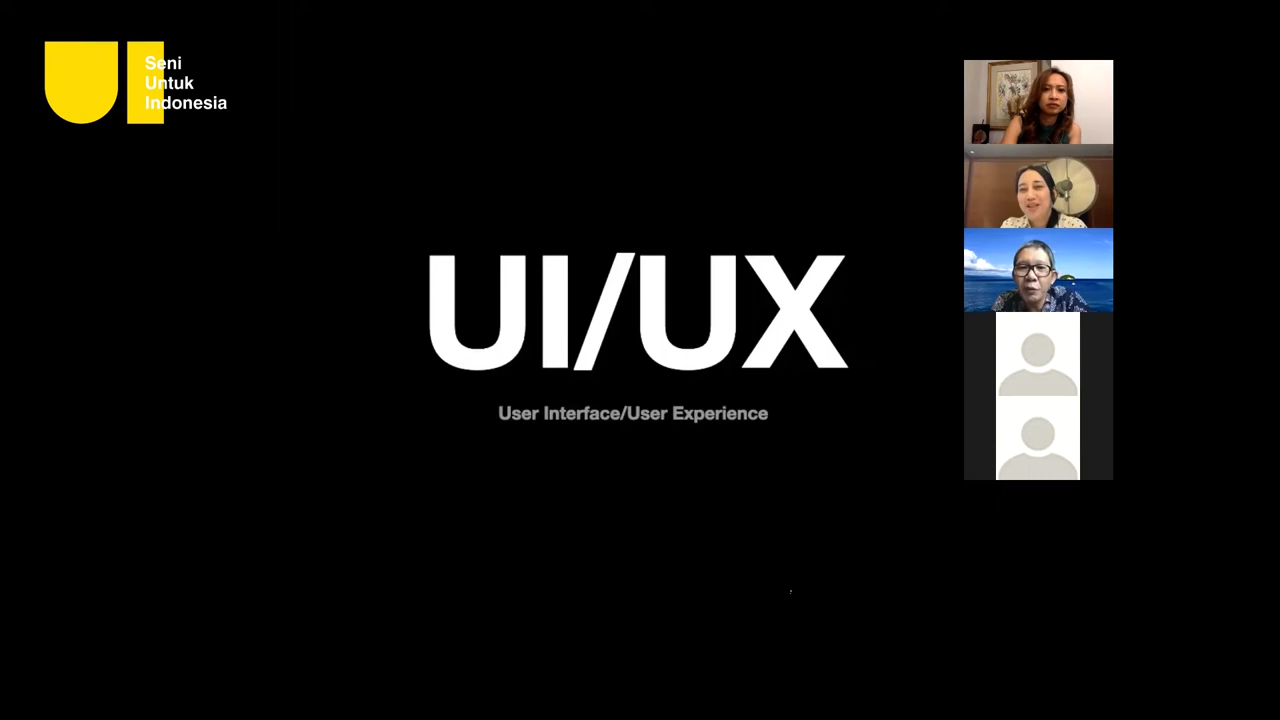 Seni
Untuk
Indonesia
UI/UX
User Interface/User Experience